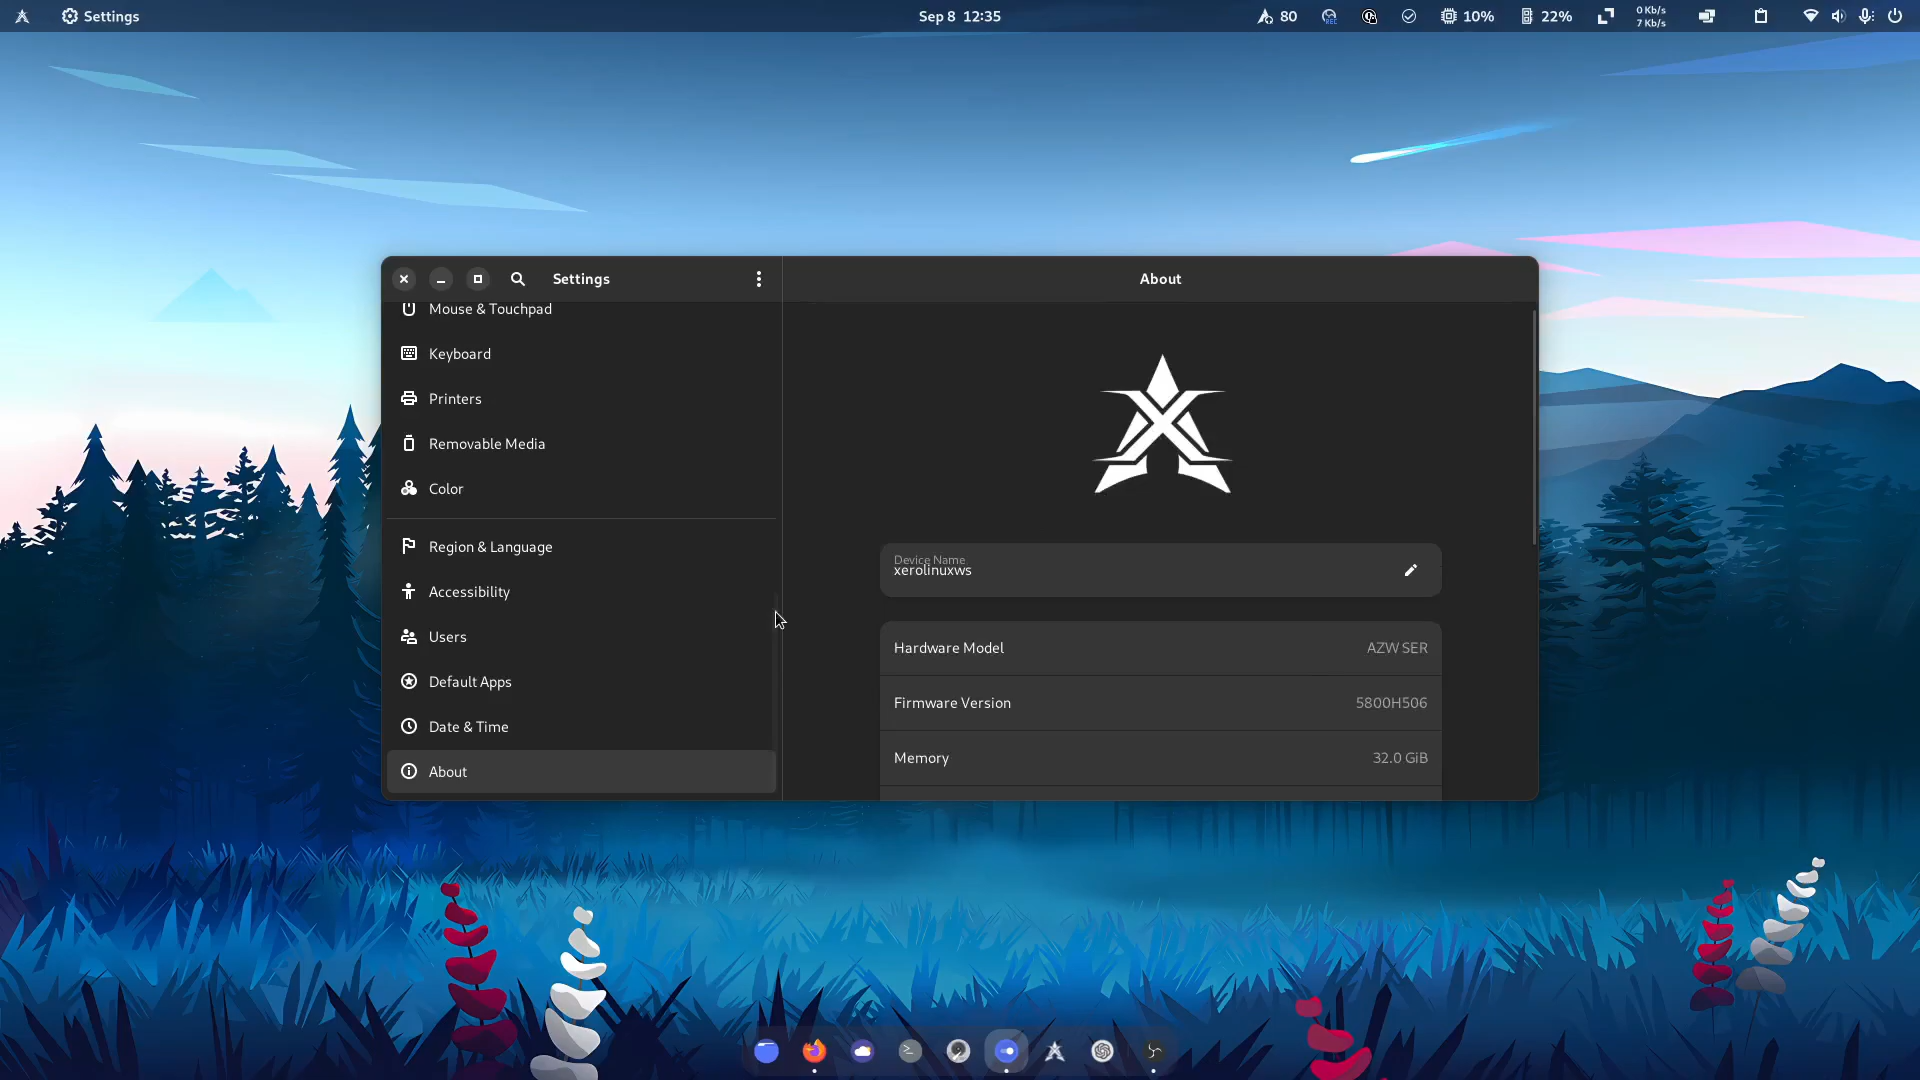 Settings
Sep 8 12:35
80
REC
10%
22%
0 Kb/s
7 Kb/s
Settings
About
Mouse & Touchpad
Keyboard
Printers
Removable Media
Color
Region & Language
Accessibility
Users
Default Apps
Date & Time
About
Device Name
xerolinuxws
Hardware Model
AZW SER
Firmware Version
5800H506
Memory
32.0 GiB